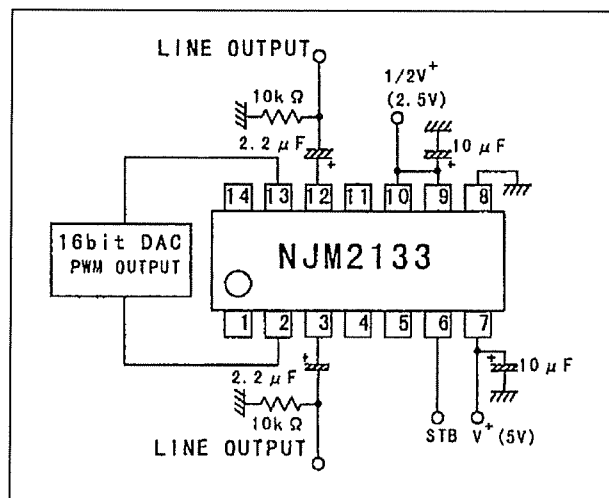 LINE OUTPUT
1/2V+
(2.5V)
10kΩ
2.2μF
10μF
14 13 12 11 10 9 8
16bit DAC
PWM OUTPUT
NJM2133
1 2 3 4 5 6 7
2.2μF
10μF
10kΩ
STB V+(5V)
LINE OUTPUT